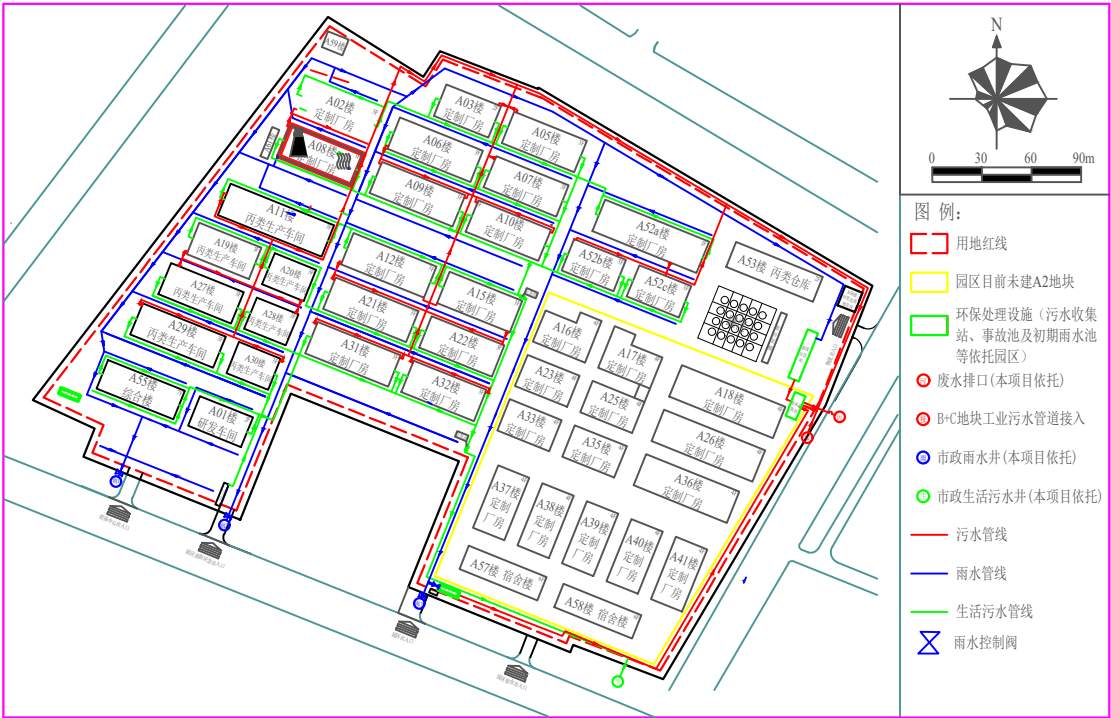 A59楼
A02楼
定制厂房
A03楼
定制厂房
A05楼
定制厂房
A08楼
定制厂房
A06楼
定制厂房
A07楼
定制厂房
A09楼
定制厂房
A10楼
定制厂房
A11楼
丙类生产车间
A52a楼
定制厂房
A19楼
丙类生产车间
A20楼
丙类生产车间
A12楼
定制厂房
A15楼
定制厂房
A52b楼
定制厂房
A52c楼
定制厂房
A53楼 丙类仓库
A27楼
丙类生产车间
A28楼
丙类生产车间
A21楼
定制厂房
A22楼
定制厂房
A29楼
丙类生产车间
A30楼
丙类生产车间
A31楼
定制厂房
A32楼
定制厂房
A16楼
定制厂房
A17楼
定制厂房
A55楼
综合楼
A01楼
研发车间
A23楼
定制厂房
A25楼
定制厂房
A18楼
定制厂房
A33楼
定制厂房
A35楼
定制厂房
A26楼
定制厂房
A36楼
定制厂房
A37楼
定制
厂房
A38楼
定制
厂房
A39楼
定制
厂房
A40楼
定制
厂房
A41楼
定制
厂房
A57楼 宿舍楼
A58楼 宿舍楼
N
0 30 60 90m
图 例:
用地红线
园区目前未建A2地块
环保处理设施（污水收集
站、事故池及初期雨水池
等依托园区）
废水排口(本项目依托)
B+C地块工业污水管道接入
市政雨水井(本项目依托)
市政生活污水井(本项目依托)
污水管线
雨水管线
生活污水管线
雨水控制阀